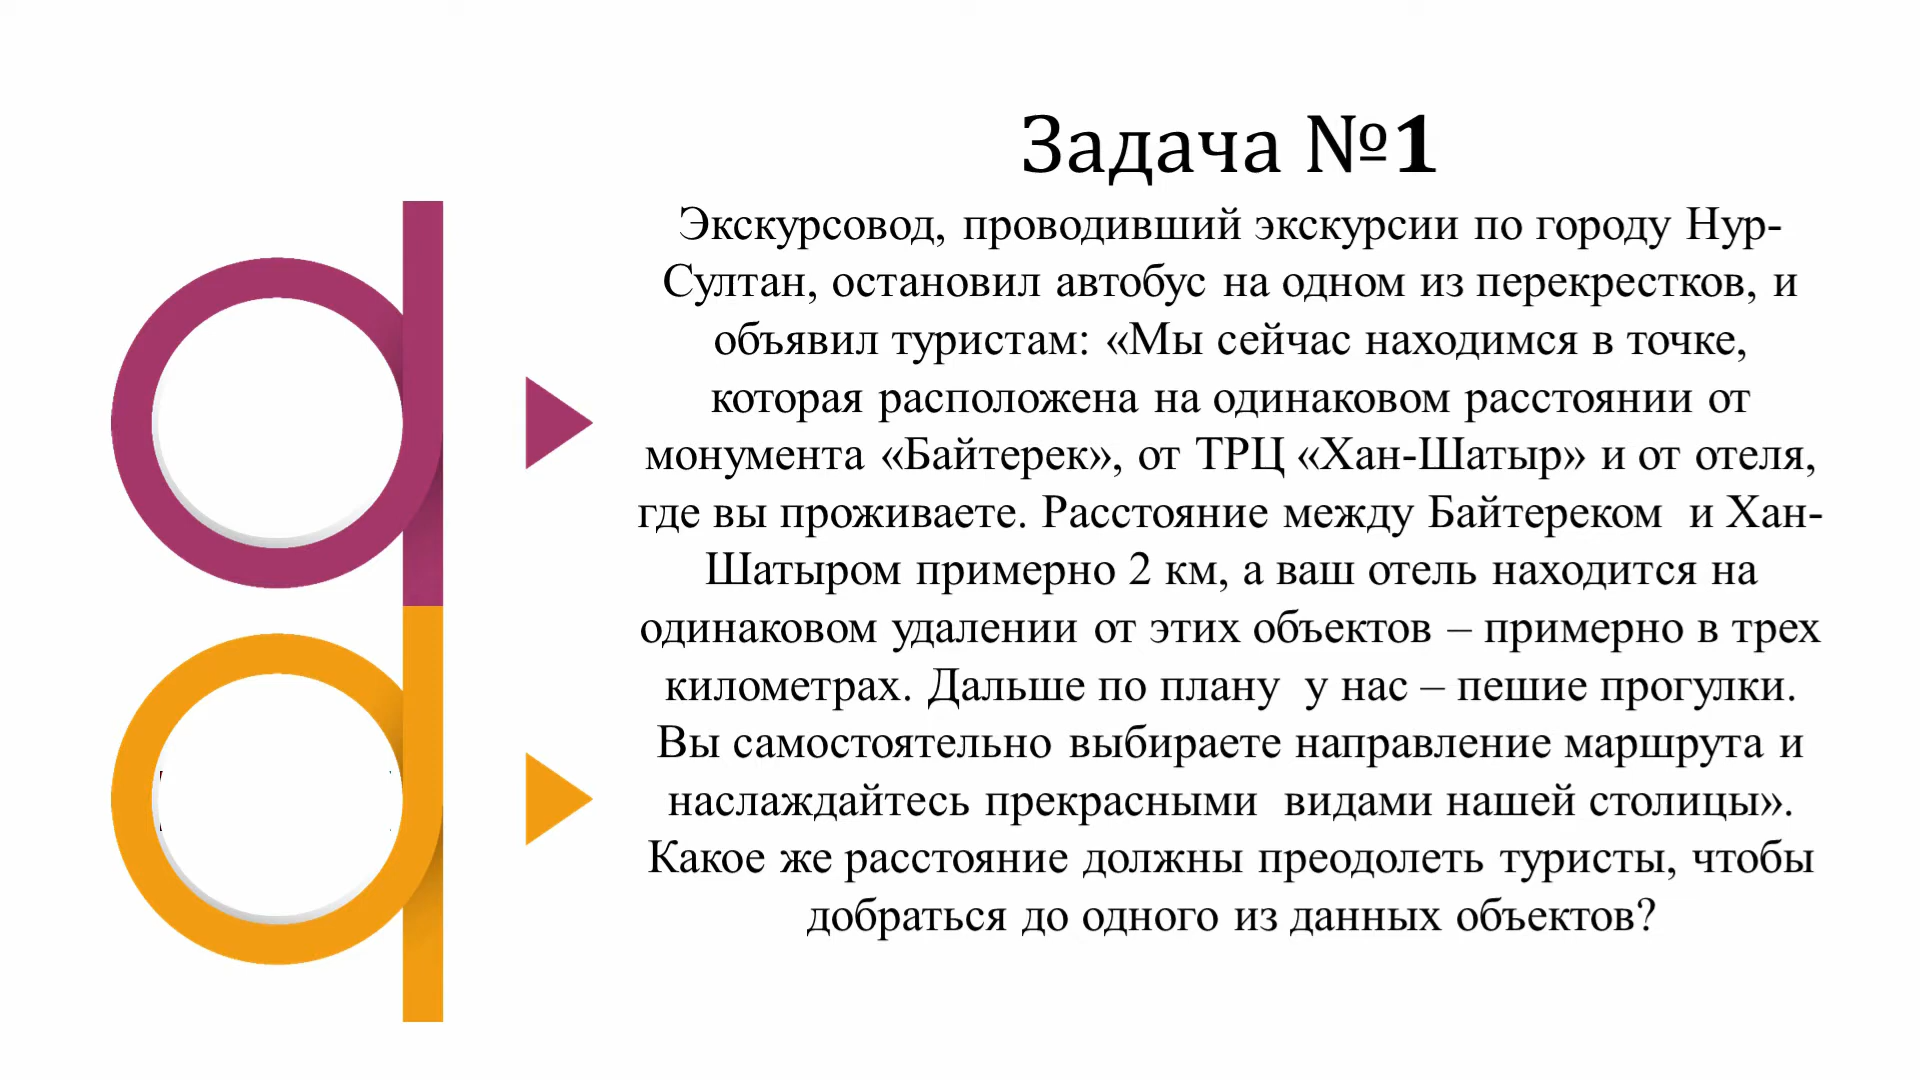 Задача №1
Экскурсовод, проводивший экскурсии по городу Нур-
Султан, остановил автобус на одном из перекрестков, и
объявил туристам: «Мы сейчас находимся в точке,
которая расположена на одинаковом расстоянии от
монумента «Байтерек», от ТРЦ «Хан-Шатыр» и от отеля,
где вы проживаете. Расстояние между Байтереком  и Хан-
Шатыром примерно 2 км, а ваш отель находится на
одинаковом удалении от этих объектов – примерно в трех
километрах. Дальше по плану  у нас – пешие прогулки.
Вы самостоятельно выбираете направление маршрута и
наслаждайтесь прекрасными  видами нашей столицы».
Какое же расстояние должны преодолеть туристы, чтобы
добраться до одного из данных объектов?